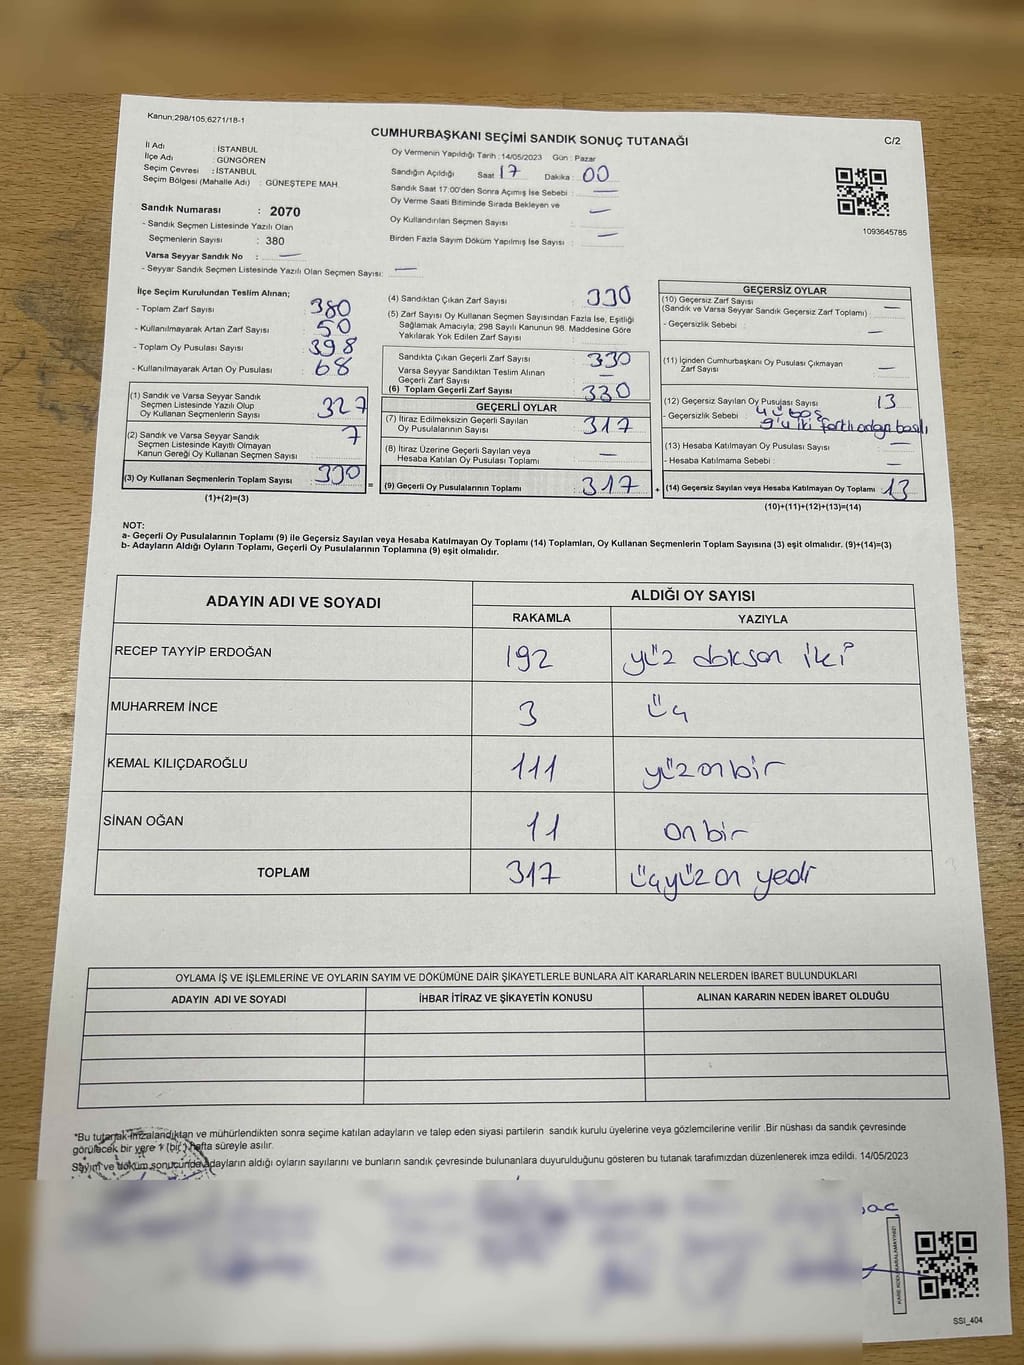 Kanun;298/105;6271/18-1
CUMHURBAŞKANI SEÇİMİ SANDIK SONUÇ TUTANAĞI
C/2
İl Adı : İSTANBUL
İlçe Adı : GÜNGÖREN
Seçim Çevresi : İSTANBUL
Seçim Bölgesi (Mahalle Adı) : GÜNEŞTEPE MAH.
Sandık Numarası : 2070
- Sandık Seçmen Listesinde Yazılı Olan
Seçmenlerin Sayısı : 380
Varsa Seyyar Sandık No : —
- Seyyar Sandık Seçmen Listesinde Yazılı Olan Seçmen Sayısı: —
Oy Vermenin Yapıldığı Tarih : 14/05/2023 Gün : Pazar
Sandığın Açıldığı Saat 17 Dakika : 00
Sandık Saat 17:00'den Sonra Açımış İse Sebebi : —
Oy Verme Saati Bitiminde Sırada Bekleyen ve
Oy Kullandırılan Seçmen Sayısı : —
Birden Fazla Sayım Döküm Yapılmış İse Sayısı : —
1093645785
İlçe Seçim Kurulundan Teslim Alınan;
- Toplam Zarf Sayısı : 380
- Kullanılmayarak Artan Zarf Sayısı : 50
- Toplam Oy Pusulası Sayısı : 398
- Kullanılmayarak Artan Oy Pusulası : 68
(1) Sandık ve Varsa Seyyar Sandık
Seçmen Listesinde Yazılı Olup
Oy Kullanan Seçmenlerin Sayısı : 327
(2) Sandık ve Varsa Seyyar Sandık
Seçmen Listesinde Kayıtlı Olmayan
Kanun Gereği Oy Kullanan Seçmen Sayısı : 7
(3) Oy Kullanan Seçmenlerin Toplam Sayısı : 330
(1)+(2)=(3)
(4) Sandıktan Çıkan Zarf Sayısı : 330
(5) Zarf Sayısı Oy Kullanan Seçmen Sayısından Fazla İse, Eşitliği
Sağlamak Amacıyla; 298 Sayılı Kanunun 98. Maddesine Göre
Yakılarak Yok Edilen Zarf Sayısı : —
Sandıkta Çıkan Geçerli Zarf Sayısı : 330
Varsa Seyyar Sandıktan Teslim Alınan
Geçerli Zarf Sayısı : —
(6) Toplam Geçerli Zarf Sayısı : 330
GEÇERLİ OYLAR
(7) İtiraz Edilmeksizin Geçerli Sayılan
Oy Pusulalarının Sayısı : 317
(8) İtiraz Üzerine Geçerli Sayılan veya
Hesaba Katılan Oy Pusulası Toplamı : —
= (9) Geçerli Oy Pusulalarının Toplamı : 317
GEÇERSİZ OYLAR
(10) Geçersiz Zarf Sayısı : —
(Sandık ve Varsa Seyyar Sandık Geçersiz Zarf Toplamı)
- Geçersizlik Sebebi : —
(11) İçinden Cumhurbaşkanı Oy Pusulası Çıkmayan
Zarf Sayısı : —
(12) Geçersiz Sayılan Oy Pusulası Sayısı : 13
- Geçersizlik Sebebi : 4'ü boş
9'u iki farklı adaya basılı
(13) Hesaba Katılmayan Oy Pusulası Sayısı : —
- Hesaba Katılmama Sebebi : —
+ (14) Geçersiz Sayılan veya Hesaba Katılmayan Oy Toplamı : 13
(10)+(11)+(12)+(13)=(14)
NOT:
a- Geçerli Oy Pusulalarının Toplamı (9) ile Geçersiz Sayılan veya Hesaba Katılmayan Oy Toplamı (14) Toplamları, Oy Kullanan Seçmenlerin Toplam Sayısına (3) eşit olmalıdır. (9)+(14)=(3)
b- Adayların Aldığı Oyların Toplamı, Geçerli Oy Pusulalarının Toplamına (9) eşit olmalıdır.
ADAYIN ADI VE SOYADI ALDIĞI OY SAYISI
RAKAMLA YAZIYLA
RECEP TAYYİP ERDOĞAN 192 yüz doksan iki
MUHARREM İNCE 3 üç
KEMAL KILIÇDAROĞLU 111 yüzonbir
SİNAN OĞAN 11 on bir
TOPLAM 317 üçyüz on yedi
OYLAMA İŞ VE İŞLEMLERİNE VE OYLARIN SAYIM VE DÖKÜMÜNE DAİR ŞİKAYETLERLE BUNLARA AİT KARARLARIN NELERDEN İBARET BULUNDUKLARI
ADAYIN ADI VE SOYADI İHBAR İTİRAZ VE ŞİKAYETİN KONUSU ALINAN KARARIN NEDEN İBARET OLDUĞU
*Bu tutanak imzalandıktan ve mühürlendikten sonra seçime katılan adayların ve talep eden siyasi partilerin sandık kurulu üyelerine veya gözlemcilerine verilir .Bir nüshası da sandık çevresinde
görülecek bir yere 1 (bir ) hafta süreyle asılır.
Sayım ve döküm sonucunda adayların aldığı oyların sayılarını ve bunların sandık çevresinde bulunanlara duyurulduğunu gösteren bu tutanak tarafımızdan düzenlenerek imza edildi. 14/05/2023
SSI_404